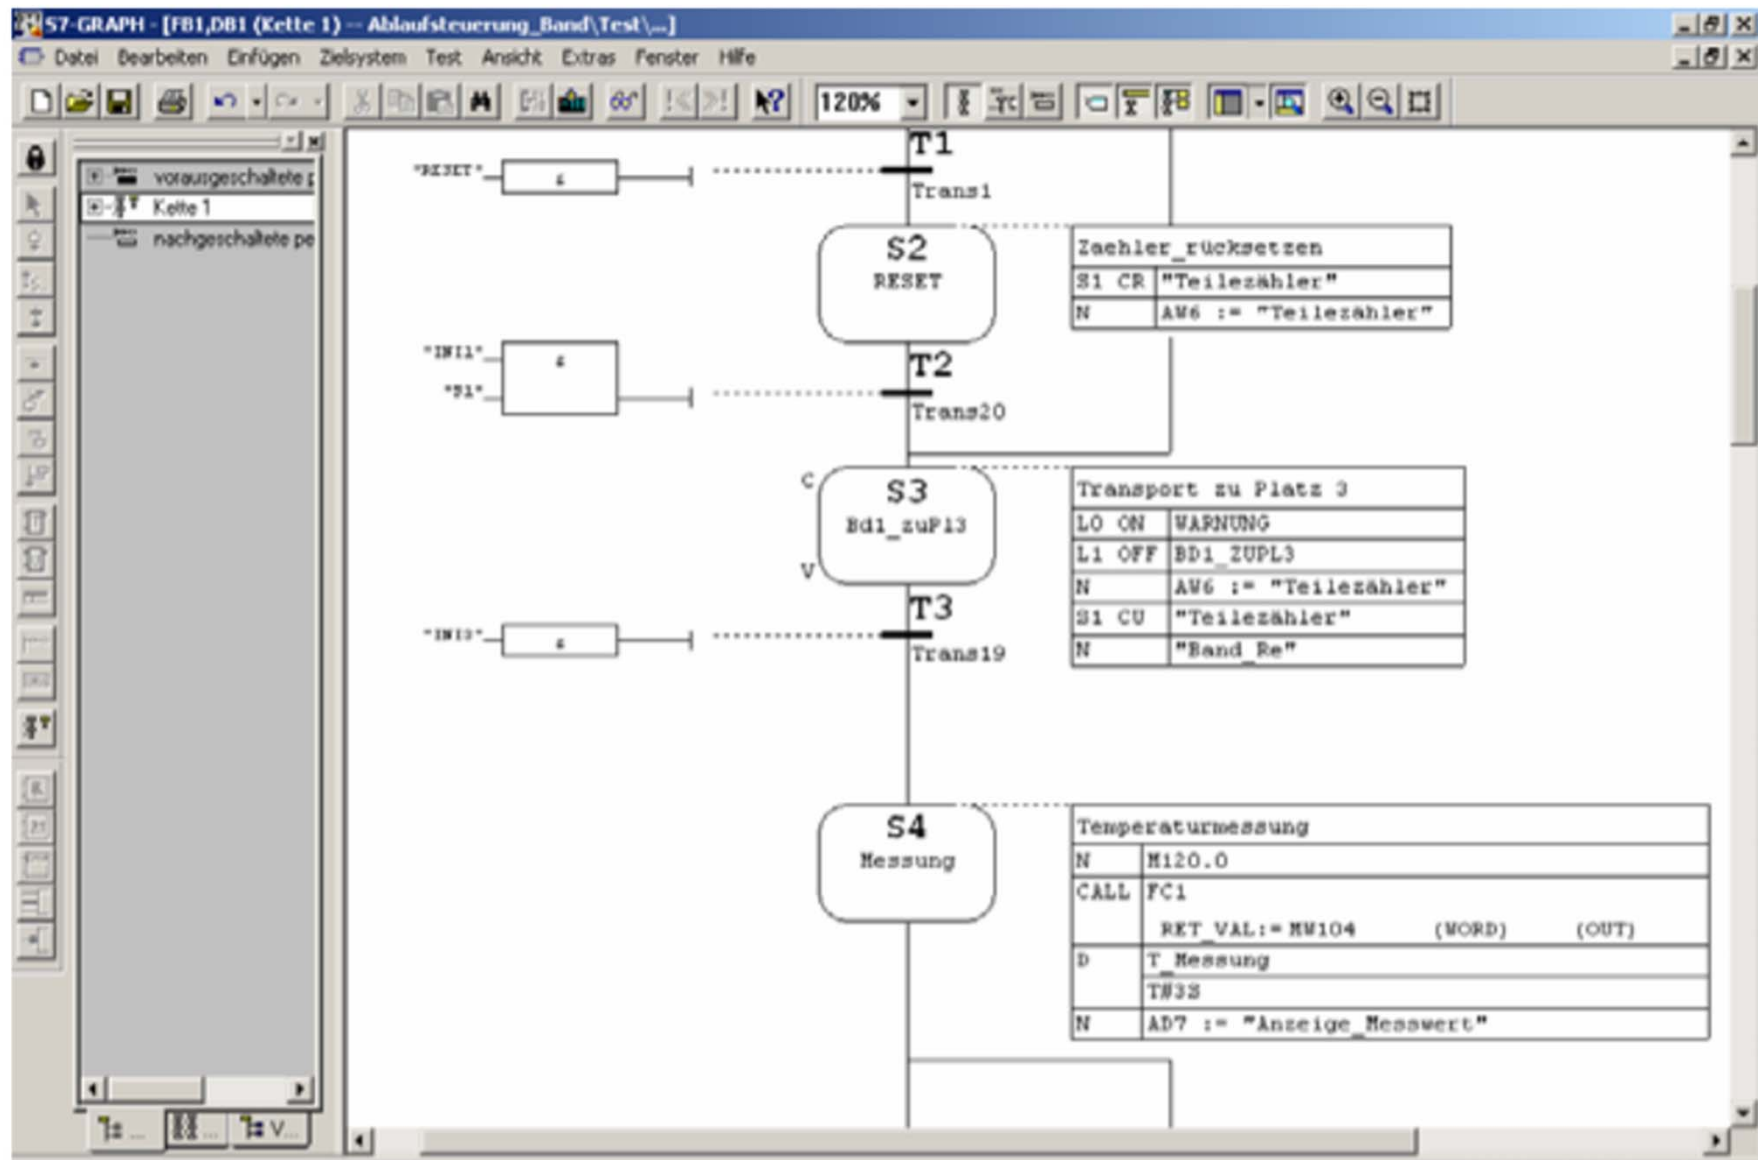 S7-GRAPH - [FB1,DB1 (Kette 1) -- Ablaufsteuerung_Band\Test\...]
Datei Bearbeiten Einfügen Zielsystem Test Ansicht Extras Fenster Hilfe
120%
vorausgeschaltete p
Kette 1
nachgeschaltete pe
T1
"RESET"
&
Trans1
S2
RESET
Zaehler_rücksetzen
S1 CR "Teilezähler"
N AW6 := "Teilezähler"
"INI1"
&
"S1"
T2
Trans20
C
S3
Bd1_zuPl3
V
Transport zu Platz 3
L0 ON WARNUNG
L1 OFF BD1_ZUPL3
N AW6 := "Teilezähler"
S1 CU "Teilezähler"
N "Band_Re"
T3
"INI3"
&
Trans19
S4
Messung
Temperaturmessung
N M120.0
CALL FC1
RET_VAL:= MW104 (WORD) (OUT)
D T_Messung
T#3S
N AD7 := "Anzeige_Messwert"
... ... V...